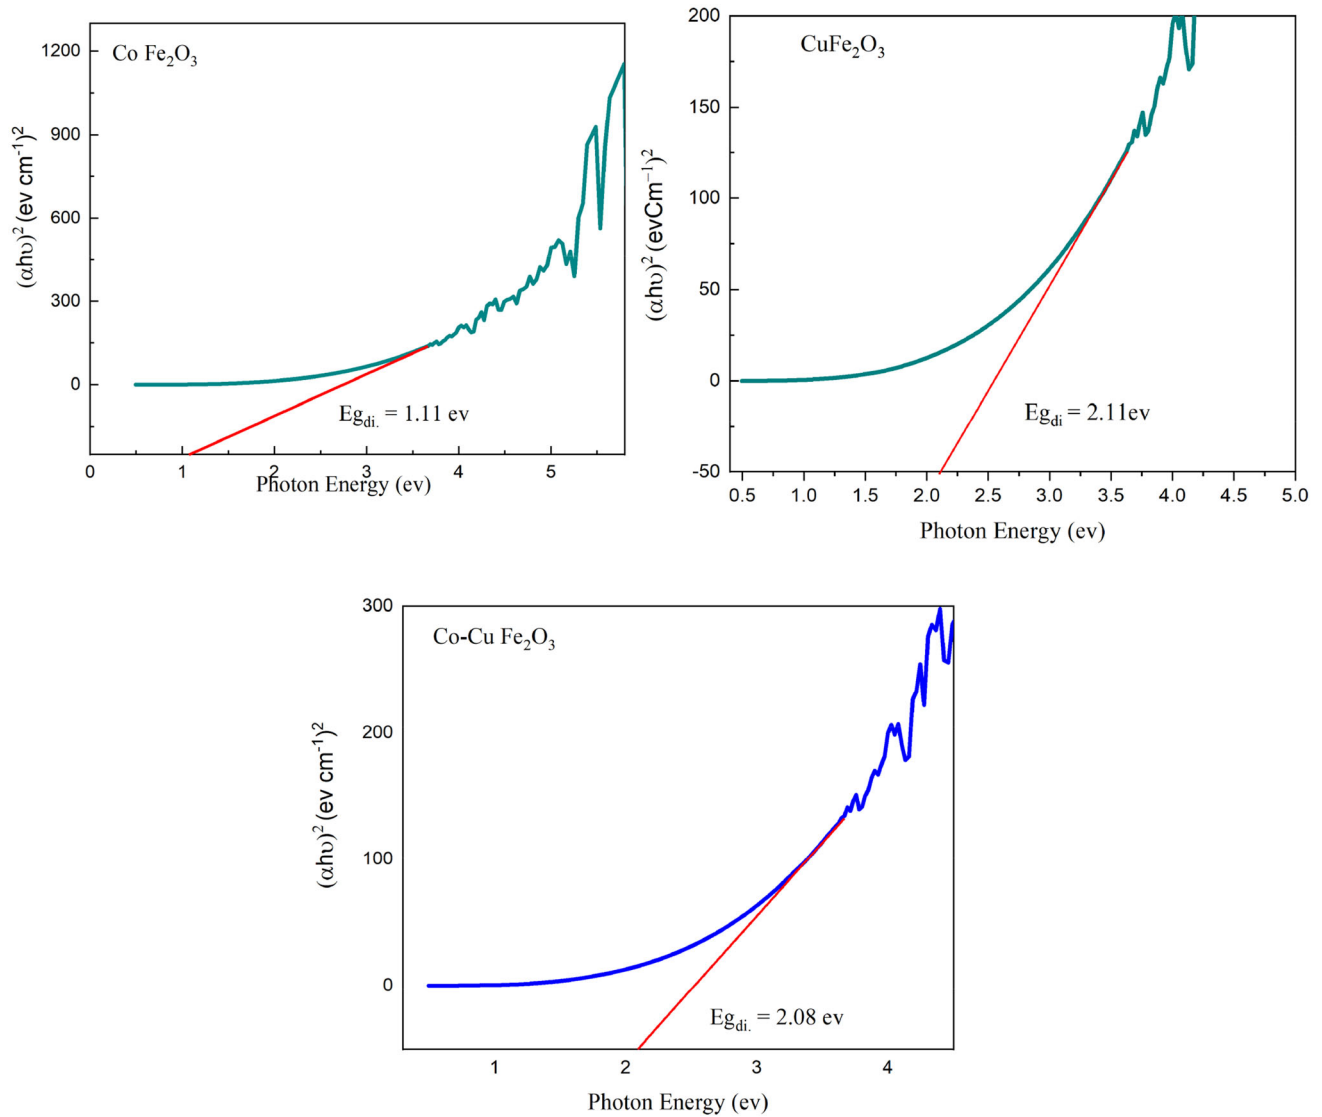 Co Fe₂O₃
1200
900
600
300
0
(αhυ)² (ev cm⁻¹)²
Eg_di. = 1.11 ev
0 1 2 3 4 5
Photon Energy (ev)
CuFe₂O₃
200
150
100
50
0
-50
(αhυ)² (evCm⁻¹)²
Eg_di = 2.11ev
0.5 1.0 1.5 2.0 2.5 3.0 3.5 4.0 4.5 5.0
Photon Energy (ev)
Co-Cu Fe₂O₃
300
200
100
0
(αhυ)² (ev cm⁻¹)²
Eg_di. = 2.08 ev
1 2 3 4
Photon Energy (ev)